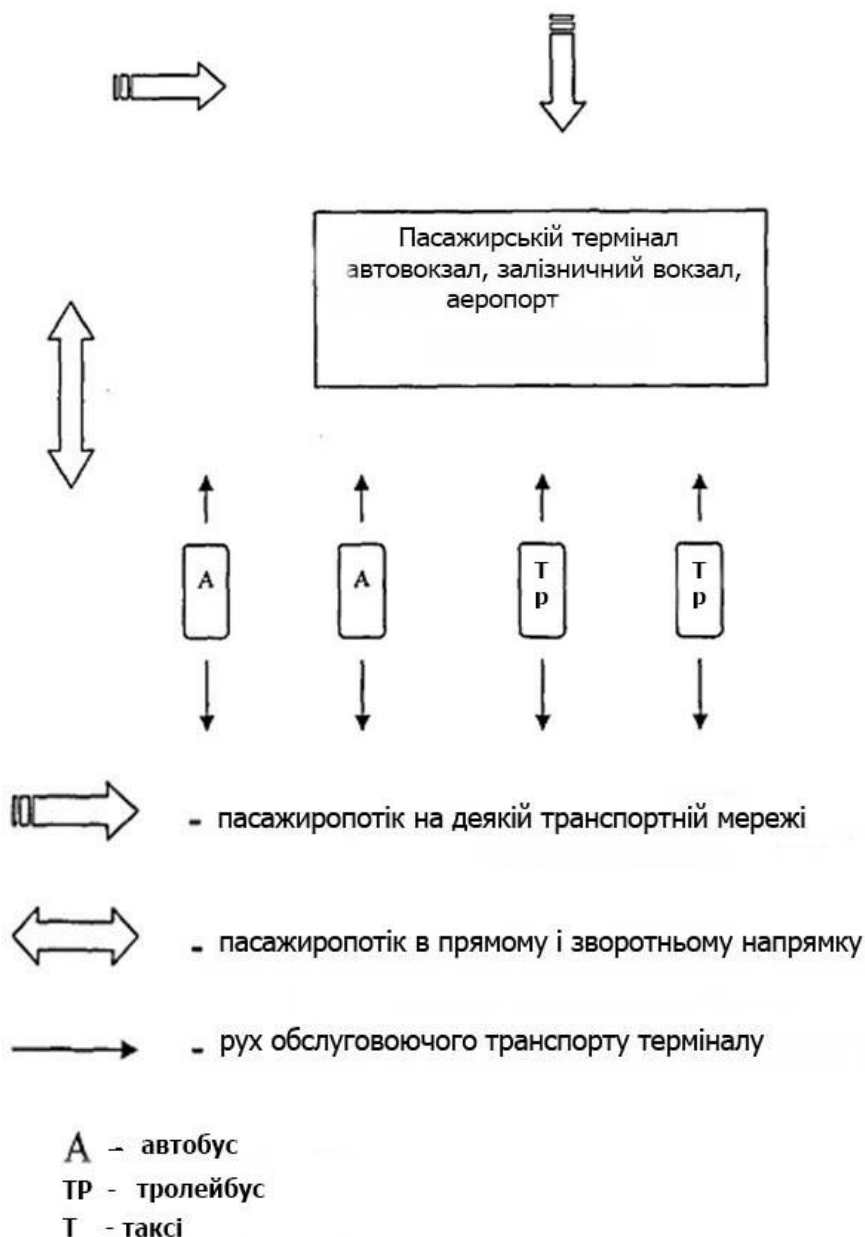 Пасажирській термінал
автовокзал, залізничний вокзал,
аеропорт
А А Т р Т р
- пасажиропотік на деякій транспортній мережі
- пасажиропотік в прямому і зворотньому напрямку
- рух обслуговоючого транспорту терміналу
А - автобус
ТР - тролейбус
Т - таксі